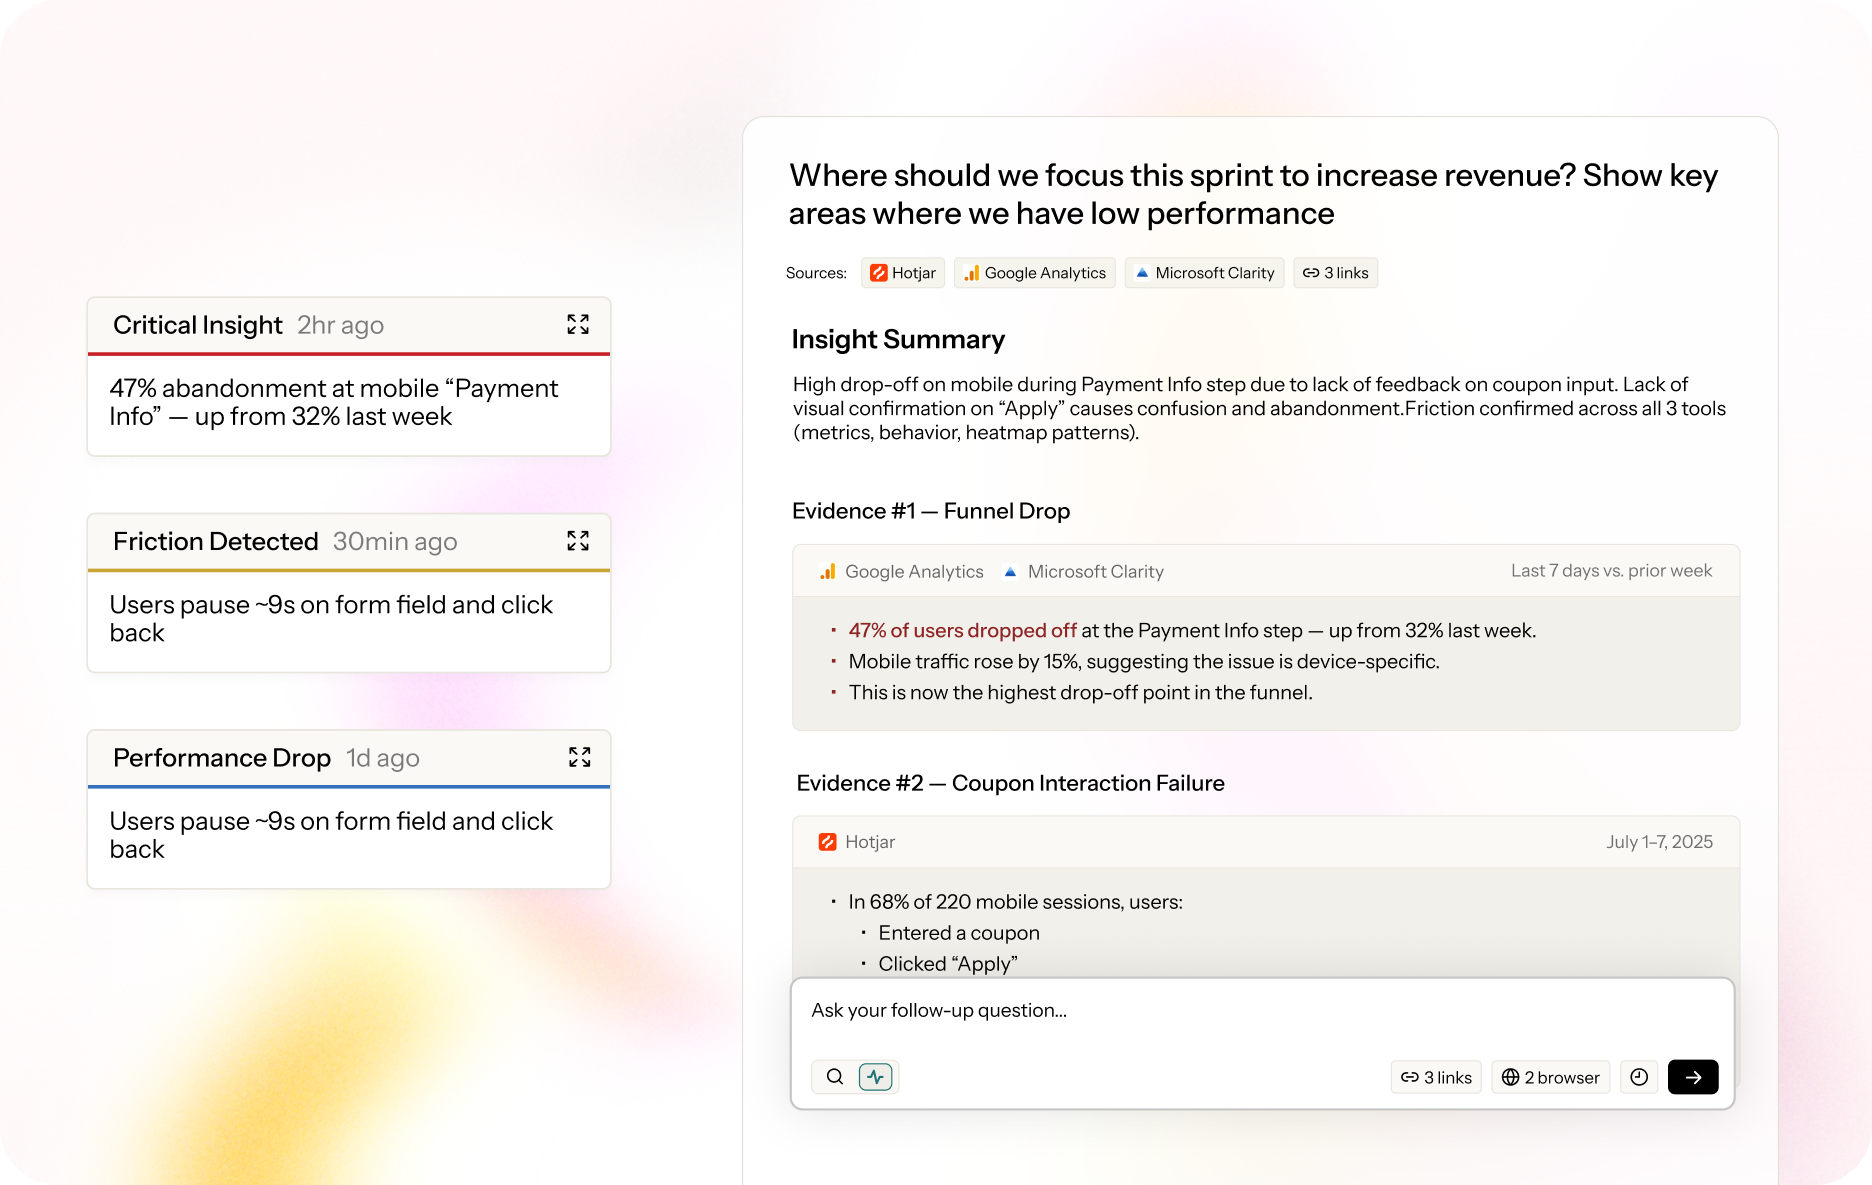 Critical Insight 2hr ago
47% abandonment at mobile “Payment
Info” — up from 32% last week
Friction Detected 30min ago
Users pause ~9s on form field and click
back
Performance Drop 1d ago
Users pause ~9s on form field and click
back
Where should we focus this sprint to increase revenue? Show key
areas where we have low performance
Sources: Hotjar Google Analytics Microsoft Clarity 3 links
Insight Summary
High drop-off on mobile during Payment Info step due to lack of feedback on coupon input. Lack of
visual confirmation on “Apply” causes confusion and abandonment.Friction confirmed across all 3 tools
(metrics, behavior, heatmap patterns).
Evidence #1 — Funnel Drop
Google Analytics Microsoft Clarity Last 7 days vs. prior week
· 47% of users dropped off at the Payment Info step — up from 32% last week.
· Mobile traffic rose by 15%, suggesting the issue is device-specific.
· This is now the highest drop-off point in the funnel.
Evidence #2 — Coupon Interaction Failure
Hotjar July 1–7, 2025
· In 68% of 220 mobile sessions, users:
· Entered a coupon
· Clicked “Apply”
Ask your follow-up question...
3 links 2 browser